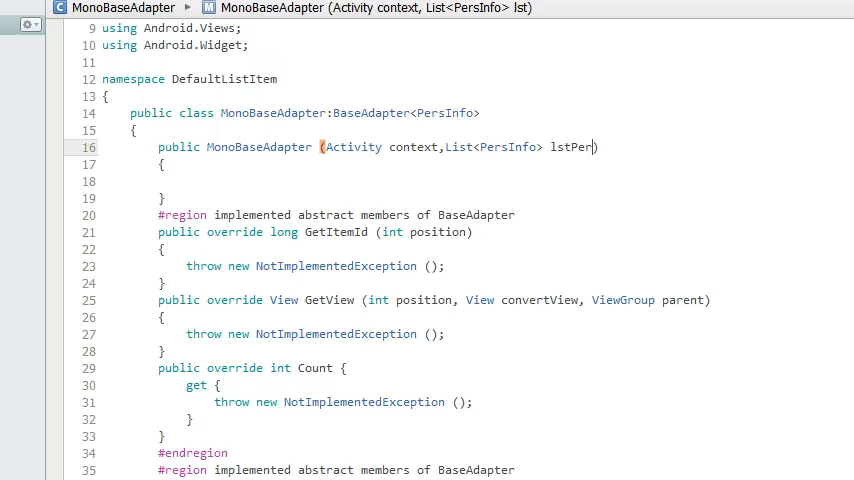 C MonoBaseAdapter ▸ M MonoBaseAdapter (Activity context, List<PersInfo> lst)
9 using Android.Views;
10 using Android.Widget;
11
12 namespace DefaultListItem
13 {
14 public class MonoBaseAdapter:BaseAdapter<PersInfo>
15 {
16 public MonoBaseAdapter (Activity context,List<PersInfo> lstPer)
17 {
18
19 }
20 #region implemented abstract members of BaseAdapter
21 public override long GetItemId (int position)
22 {
23 throw new NotImplementedException ();
24 }
25 public override View GetView (int position, View convertView, ViewGroup parent)
26 {
27 throw new NotImplementedException ();
28 }
29 public override int Count {
30 get {
31 throw new NotImplementedException ();
32 }
33 }
34 #endregion
35 #region implemented abstract members of BaseAdapter